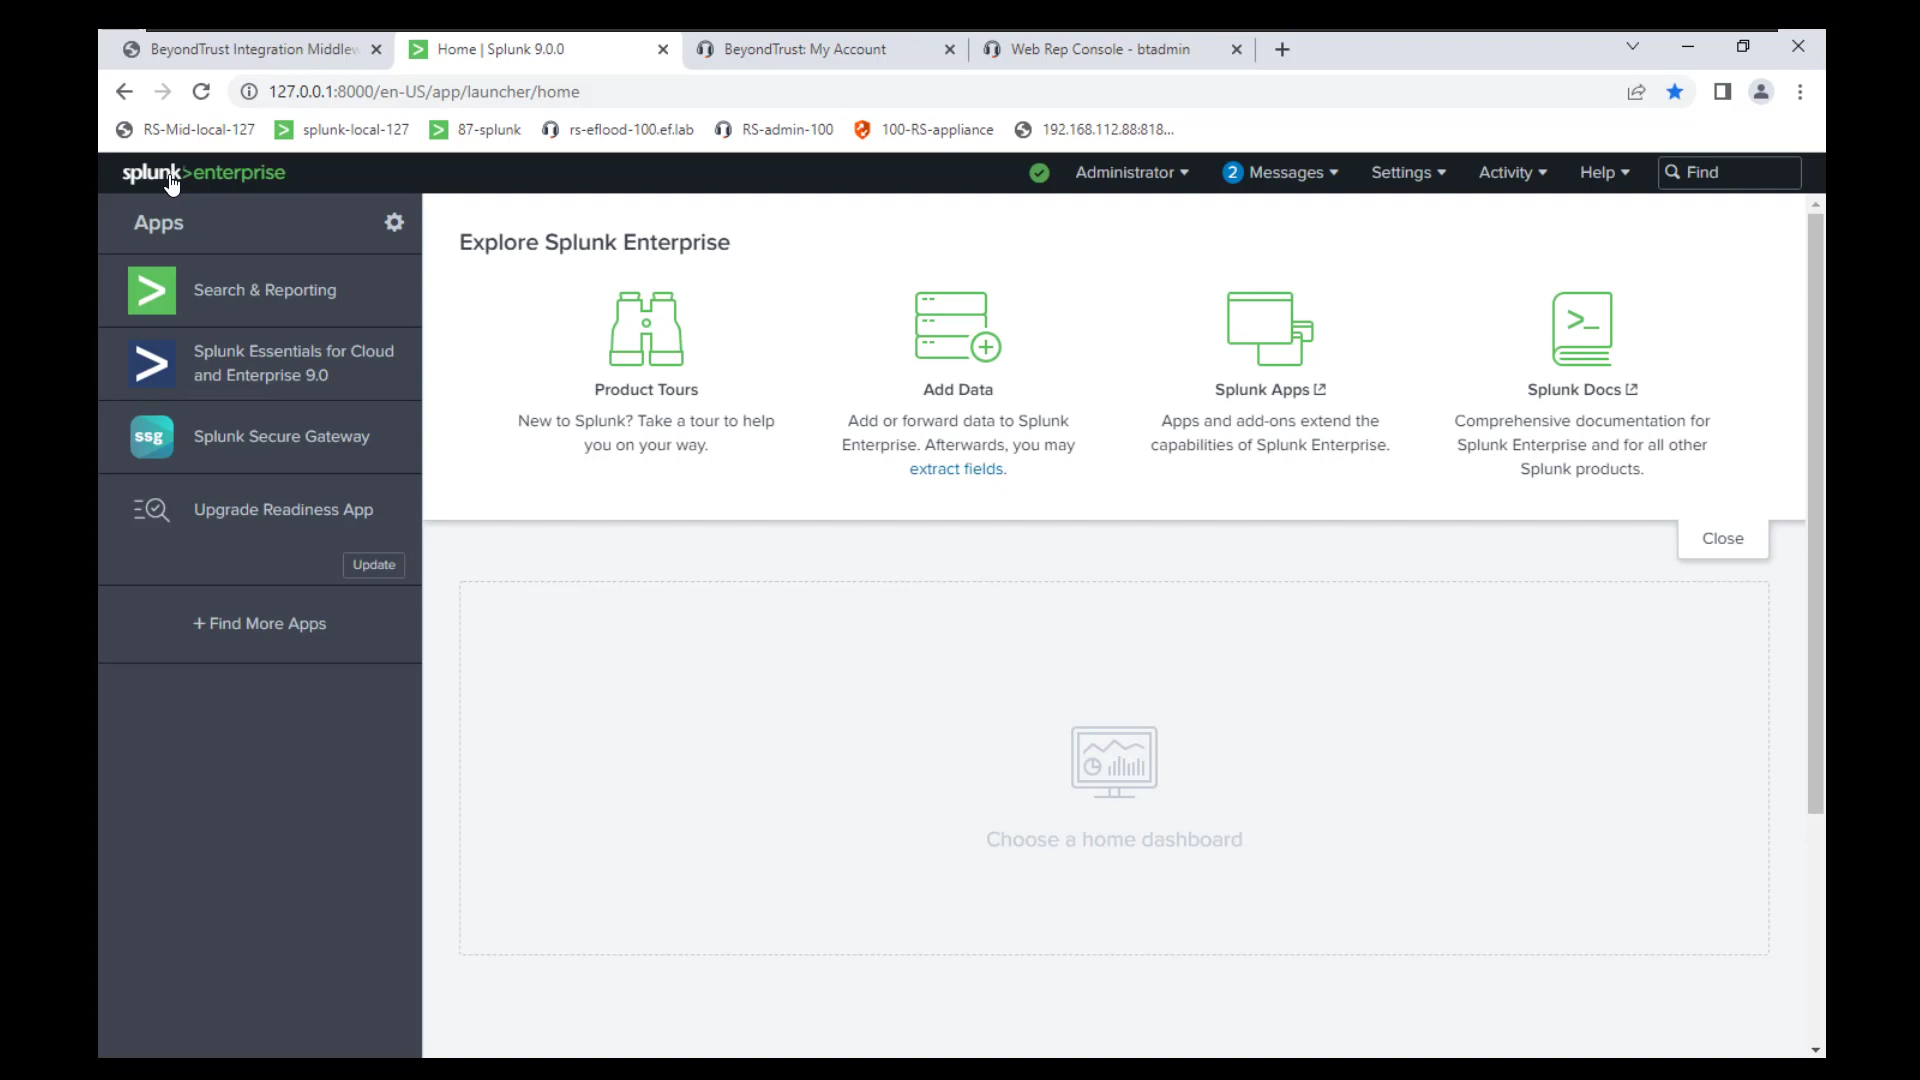 BeyondTrust Integration Middlew
Home | Splunk 9.0.0
BeyondTrust: My Account
Web Rep Console - btadmin
127.0.0.1:8000/en-US/app/launcher/home
RS-Mid-local-127
splunk-local-127
87-splunk
rs-eflood-100.ef.lab
RS-admin-100
100-RS-appliance
192.168.112.88:818...
splunk>enterprise
Administrator
2 Messages
Settings
Activity
Help
Find
Apps
Search & Reporting
Splunk Essentials for Cloud
and Enterprise 9.0
ssg
Splunk Secure Gateway
Upgrade Readiness App
Update
+ Find More Apps
Explore Splunk Enterprise
Product Tours
New to Splunk? Take a tour to help
you on your way.
Add Data
Add or forward data to Splunk
Enterprise. Afterwards, you may
extract fields.
Splunk Apps
Apps and add-ons extend the
capabilities of Splunk Enterprise.
Splunk Docs
Comprehensive documentation for
Splunk Enterprise and for all other
Splunk products.
Close
Choose a home dashboard